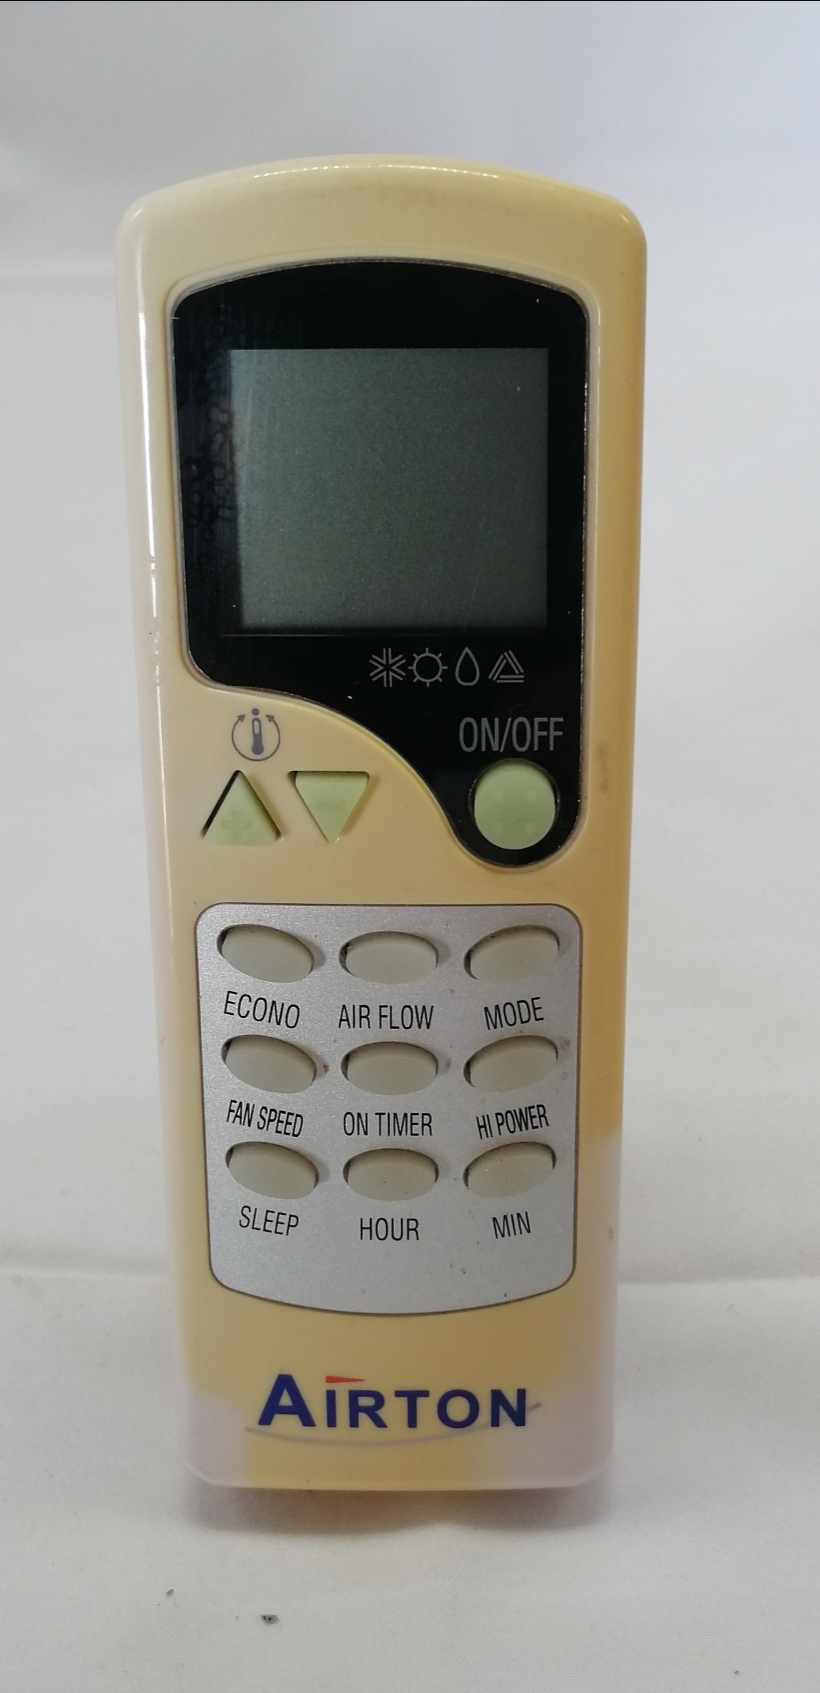 ON/OFF
ECONO AIR FLOW MODE
FAN SPEED ON TIMER HI POWER
SLEEP HOUR MIN
AIRTON